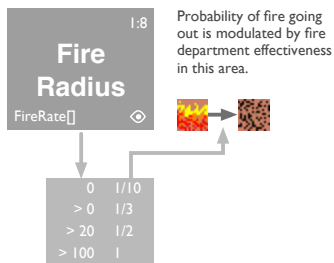 1:8
Fire
Radius
FireRate[]
Probability of fire going
out is modulated by fire
department effectiveness
in this area.
0 1/10
> 0 1/3
> 20 1/2
> 100 1